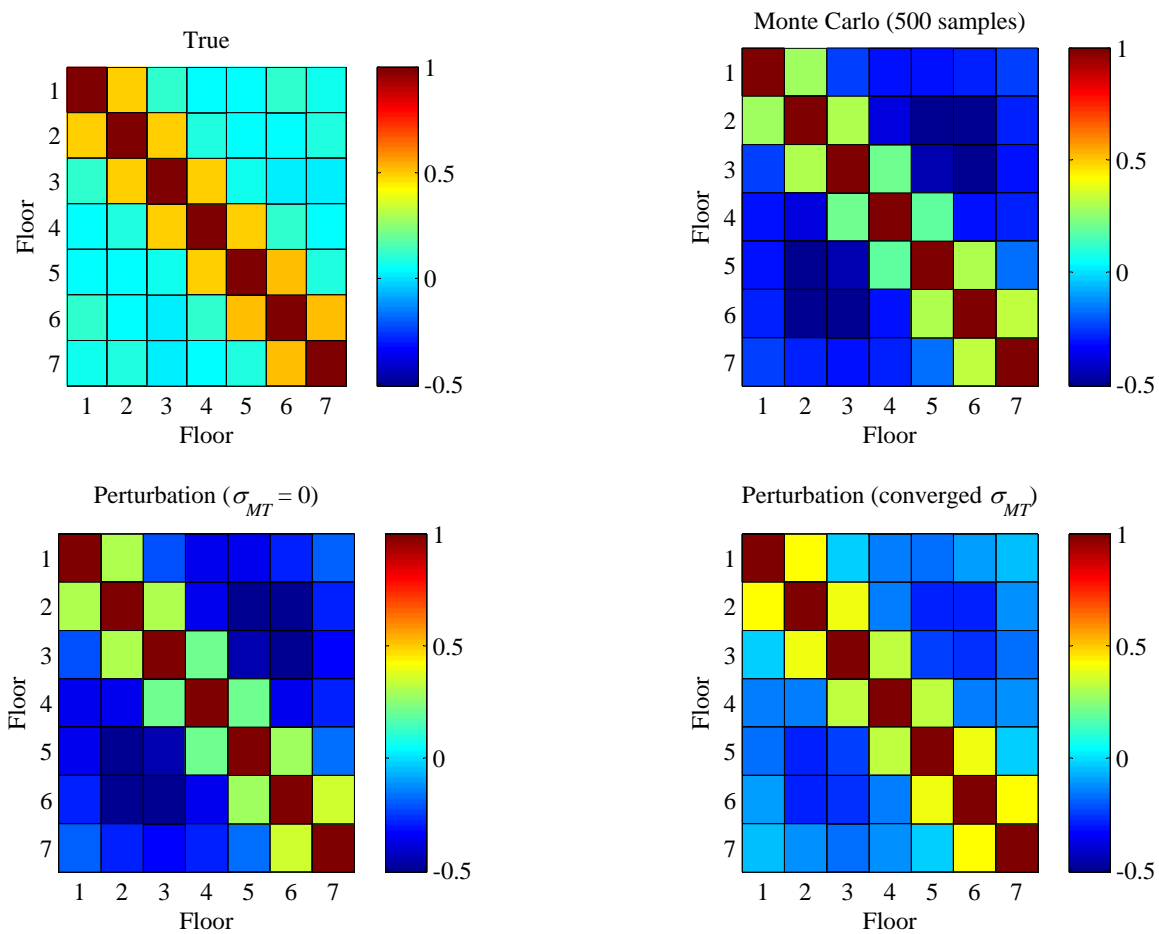 True
1
2
3
4
5
6
7
Floor
1 2 3 4 5 6 7
Floor
1
0.5
0
-0.5
Monte Carlo (500 samples)
1
2
3
4
5
6
7
Floor
1 2 3 4 5 6 7
Floor
1
0.5
0
-0.5
Perturbation (σMT = 0)
1
2
3
4
5
6
7
Floor
1 2 3 4 5 6 7
Floor
1
0.5
0
-0.5
Perturbation (converged σMT)
1
2
3
4
5
6
7
Floor
1 2 3 4 5 6 7
Floor
1
0.5
0
-0.5